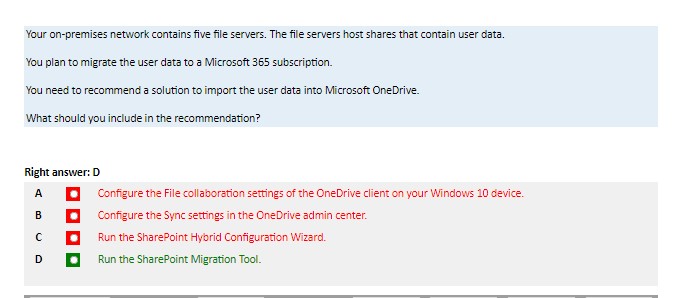 Your on-premises network contains five file servers. The file servers host shares that contain user data.
You plan to migrate the user data to a Microsoft 365 subscription.
You need to recommend a solution to import the user data into Microsoft OneDrive.
What should you include in the recommendation?
Right answer: D
A Configure the File collaboration settings of the OneDrive client on your Windows 10 device.
B Configure the Sync settings in the OneDrive admin center.
C Run the SharePoint Hybrid Configuration Wizard.
D Run the SharePoint Migration Tool.